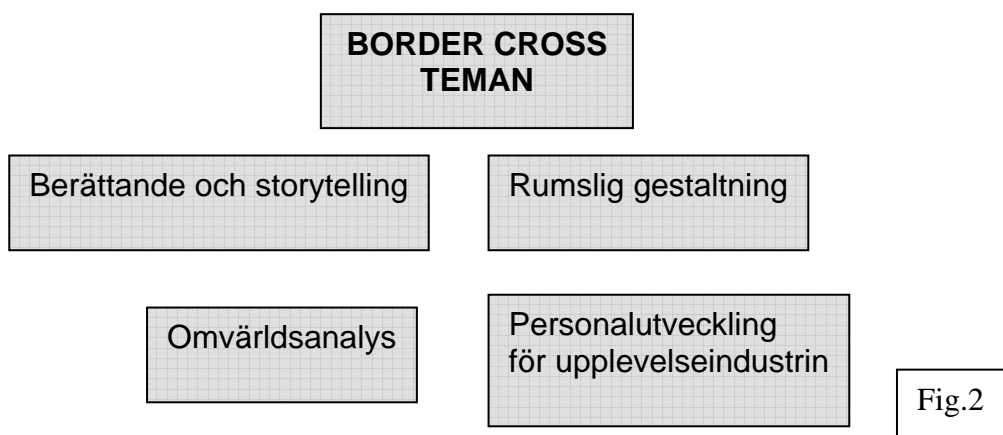 BORDER CROSS
TEMAN
Berättande och storytelling
Rumslig gestaltning
Omvärldsanalys
Personalutveckling
för upplevelseindustrin
Fig.2